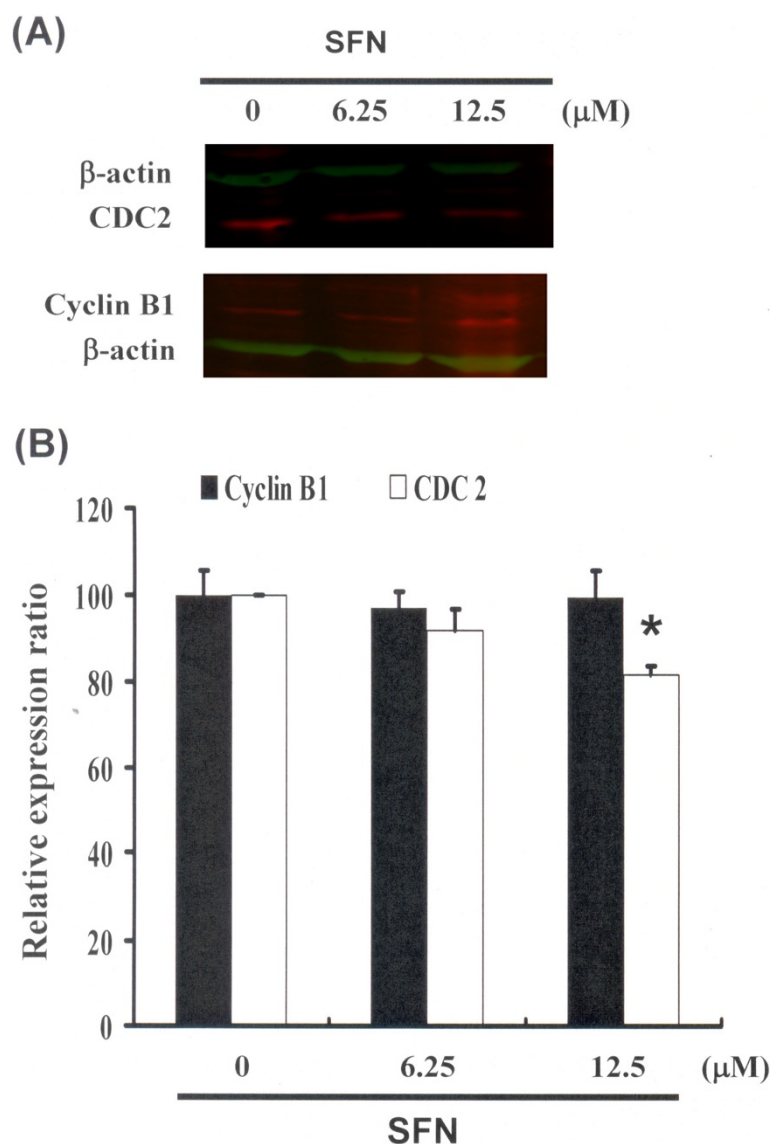 (A)
SFN
0 6.25 12.5 (μM)
β-actin
CDC2
Cyclin B1
β-actin
(B)
Cyclin B1 CDC 2
120
100
80
60
40
20
0
Relative expression ratio
*
0 6.25 12.5 (μM)
SFN